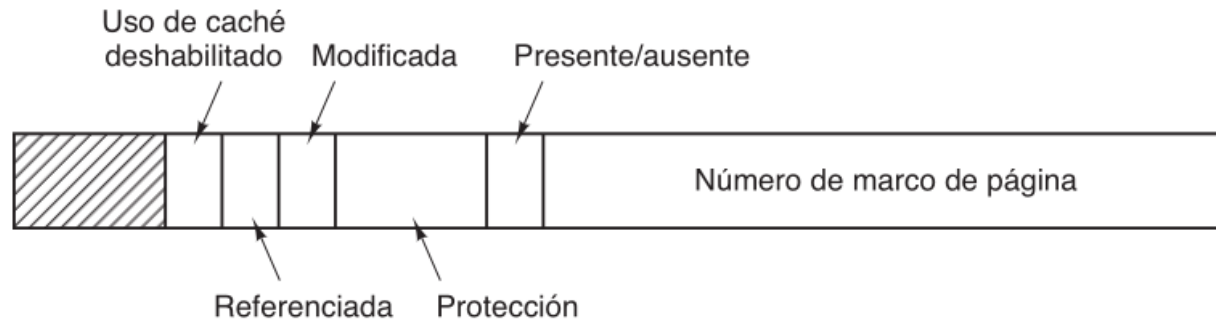 Uso de caché
deshabilitado
Modificada
Presente/ausente
Número de marco de página
Referenciada
Protección